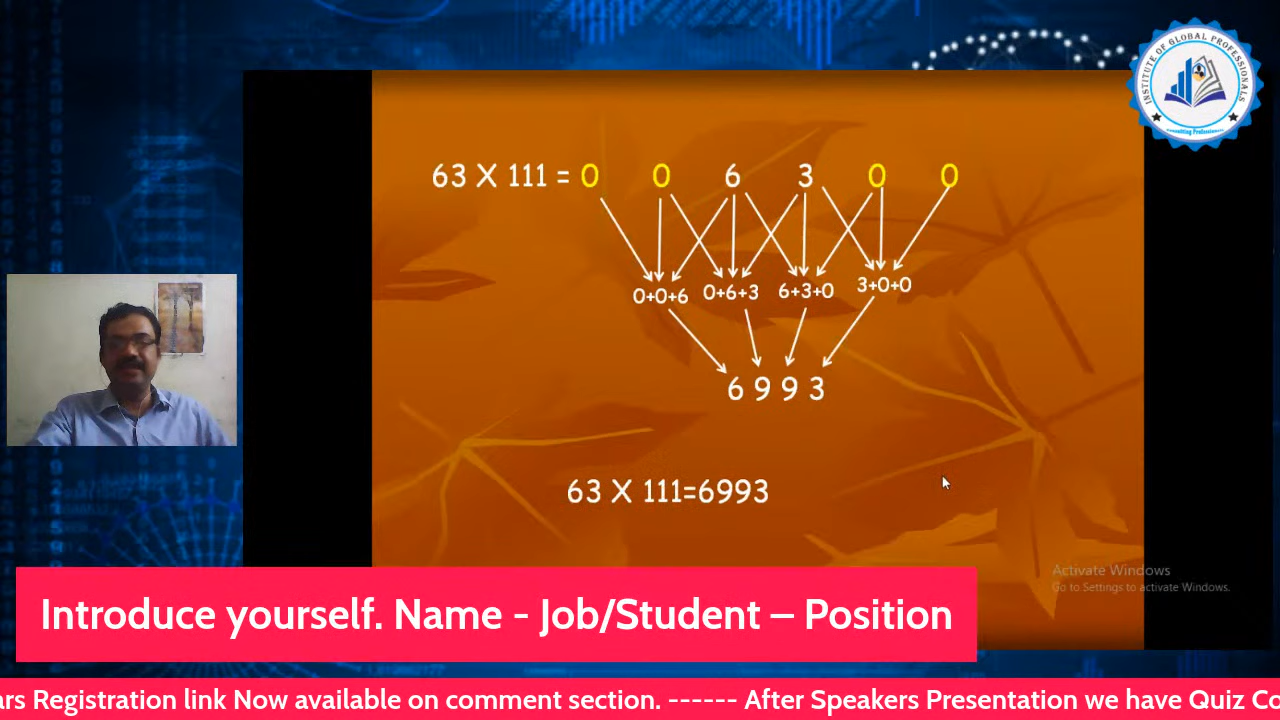 INSTITUTE OF GLOBAL PROFESSIONALS
63 X 111 = 0 0 6 3 0 0
0+0+6 0+6+3 6+3+0 3+0+0
6 9 9 3
63 X 111=6993
Activate Windows
Go to Settings to activate Windows.
Introduce yourself. Name - Job/Student – Position
ars Registration link Now available on comment section. ------ After Speakers Presentation we have Quiz Co